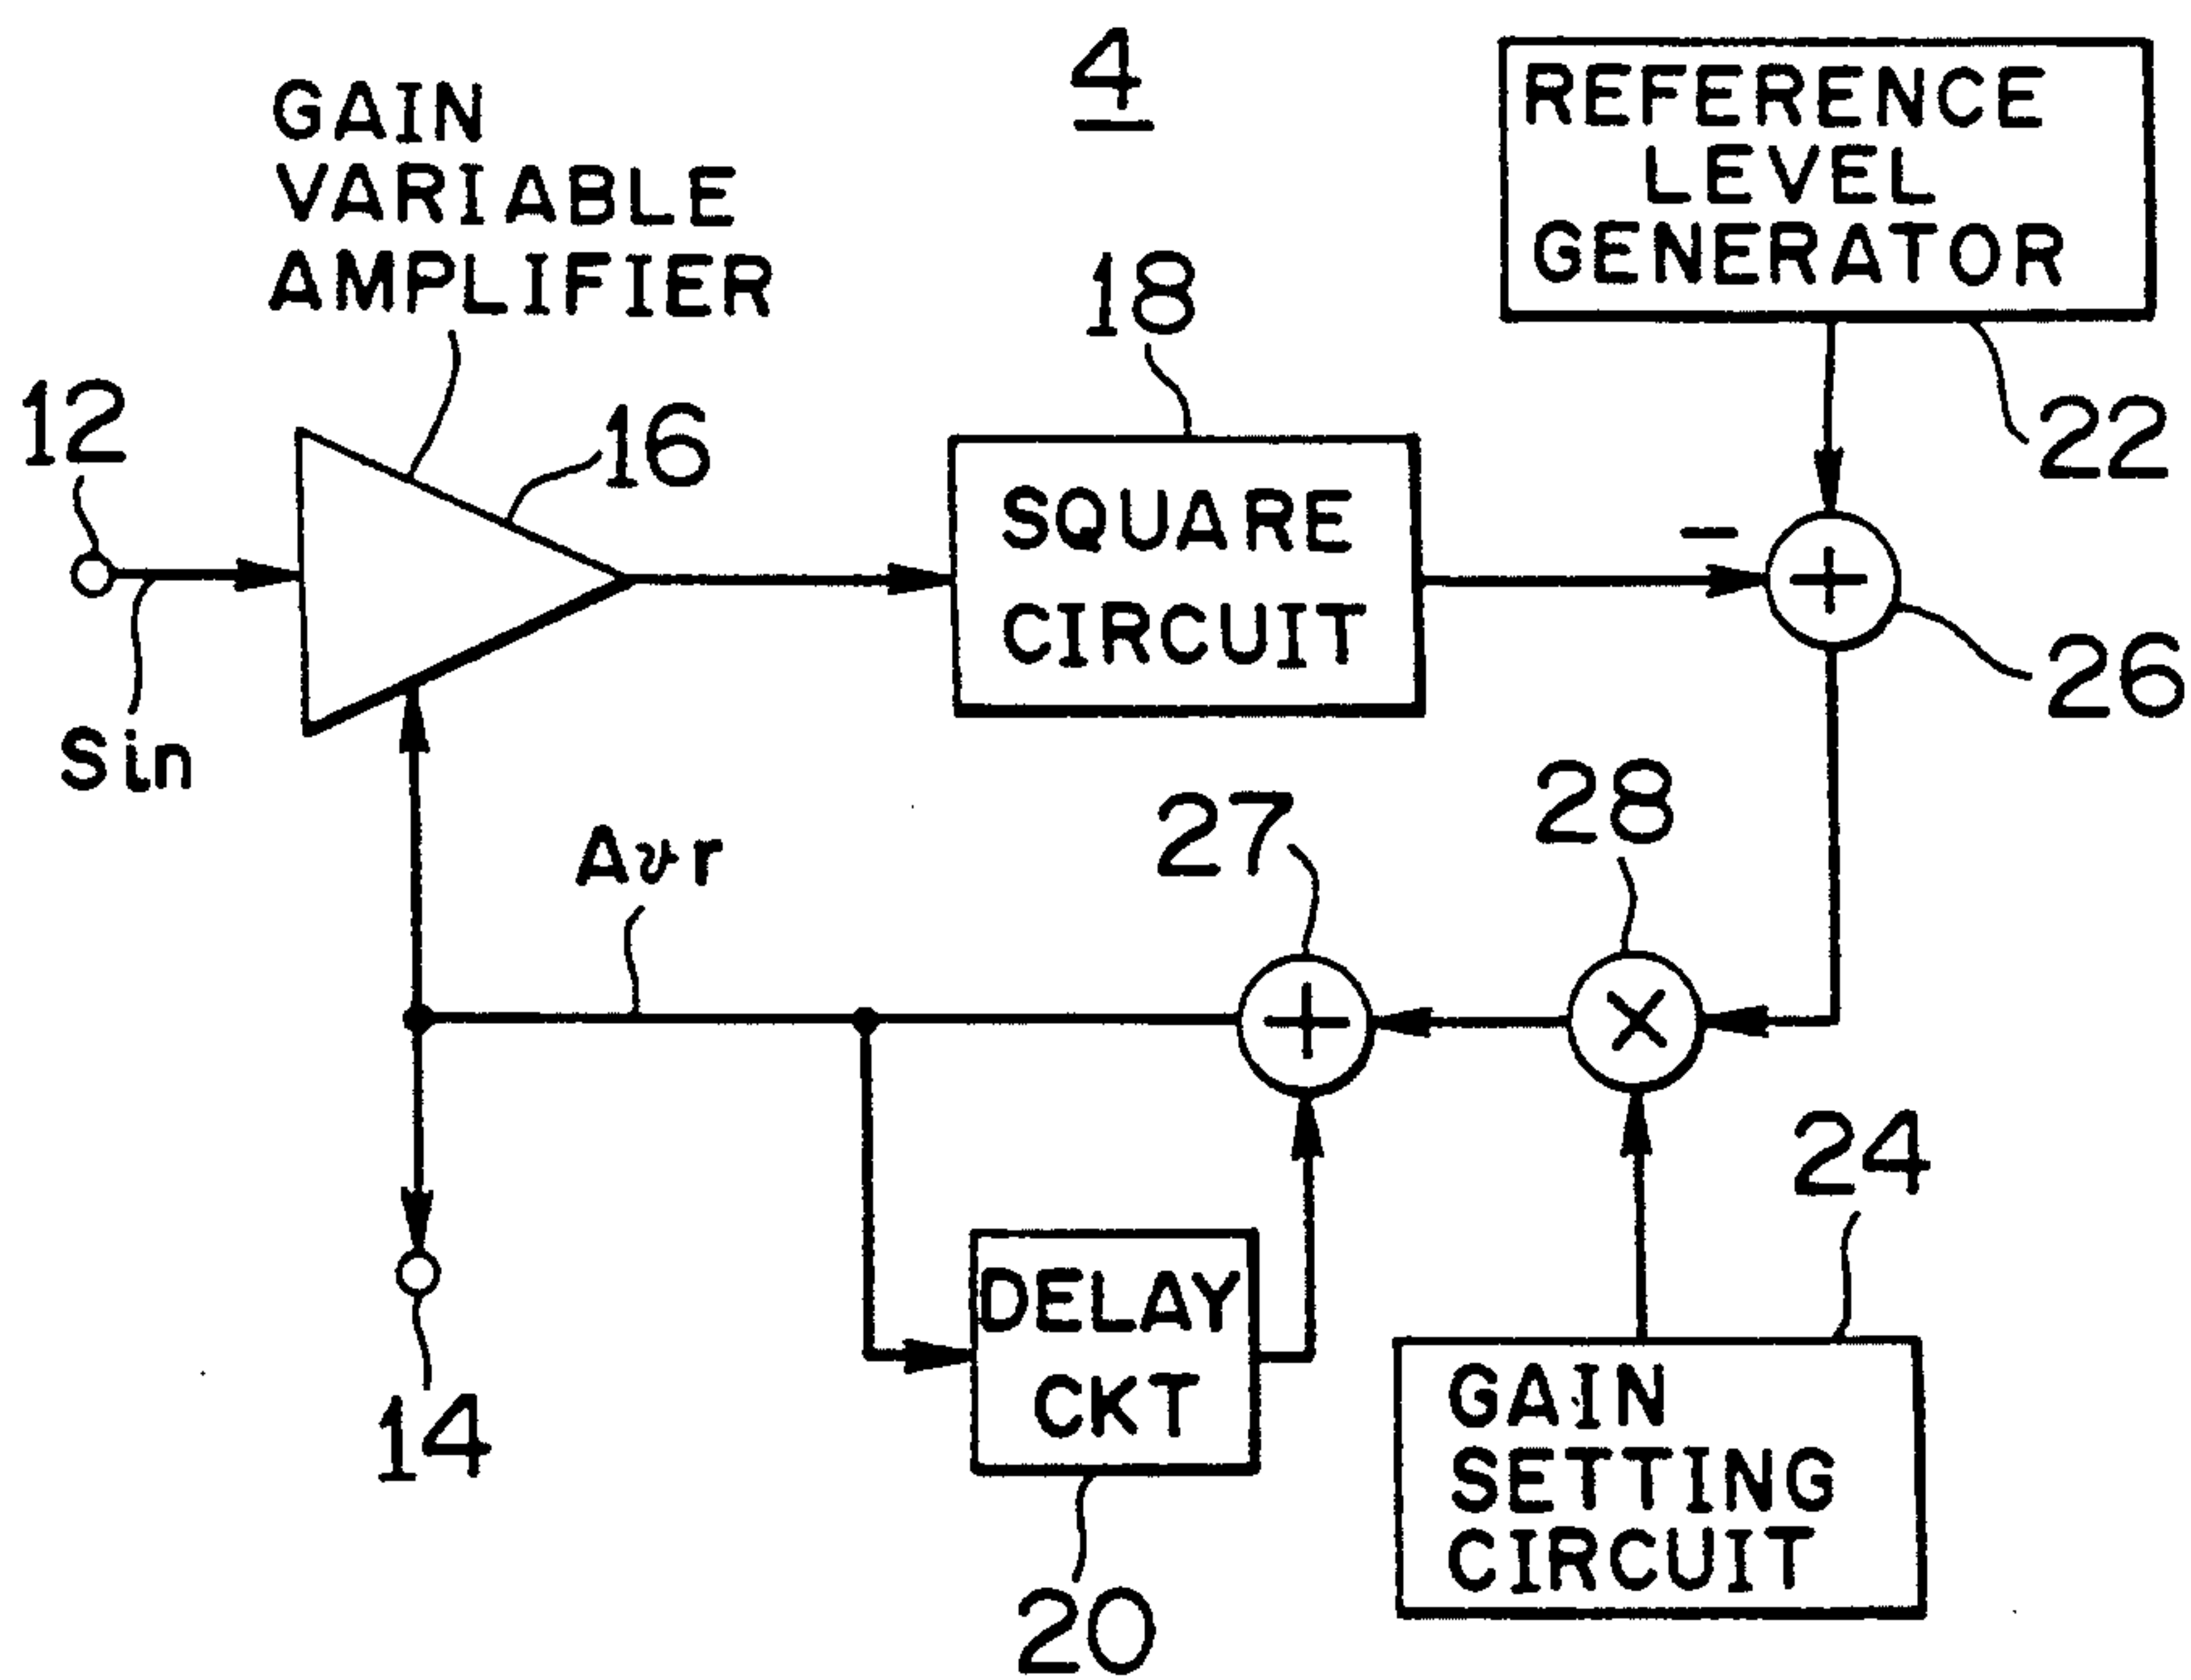 4
GAIN
VARIABLE
AMPLIFIER
REFERENCE
LEVEL
GENERATOR
18
12
16
22
SQUARE
CIRCUIT
−
+
26
Sin
28
27
Avr
+
×
24
DELAY
CKT
14
GAIN
SETTING
CIRCUIT
20